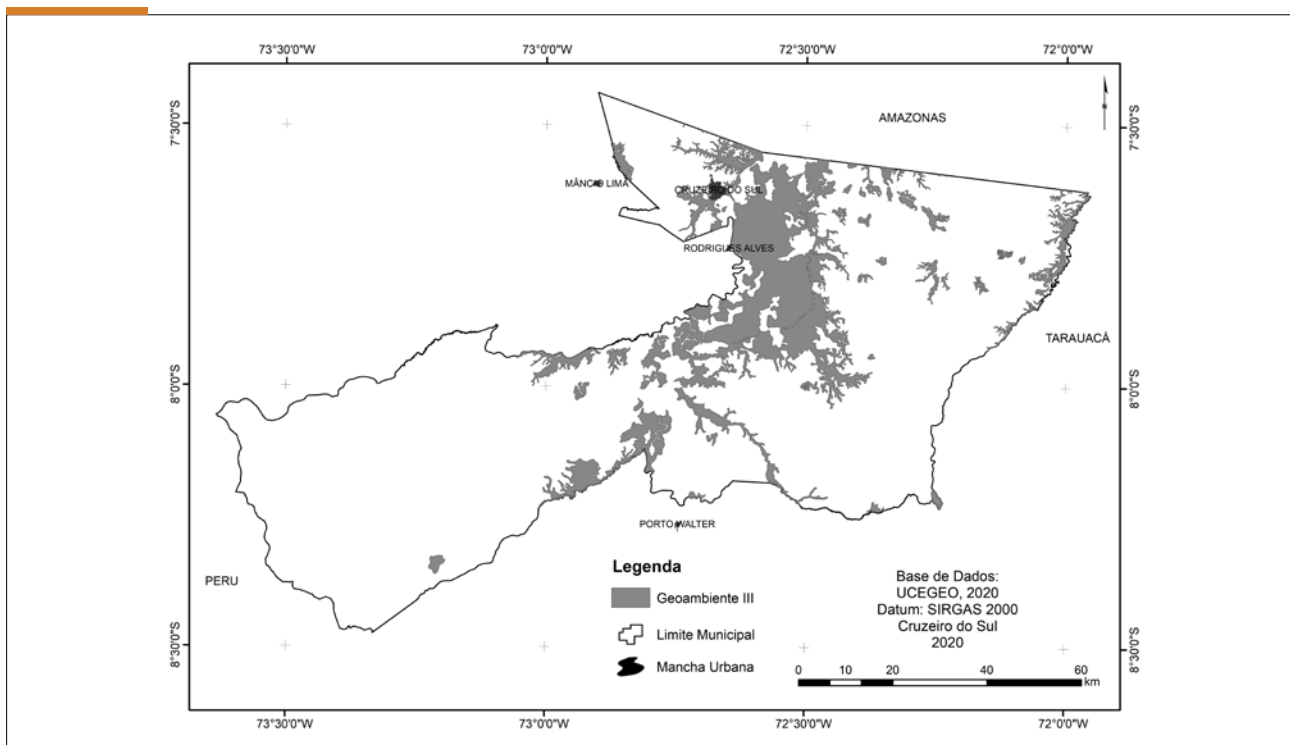 73°30'0"W 73°0'0"W 72°30'0"W 72°0'0"W
7°30'0"S 7°30'0"S
AMAZONAS
N
MÂNCIO LIMA
CRUZEIRO DO SUL
RODRIGUES ALVES
TARAUACÁ
8°0'0"S 8°0'0"S
PORTO WALTER
PERU
Legenda
Geoambiente III
Limite Municipal
Mancha Urbana
Base de Dados:
UCEGEO, 2020
Datum: SIRGAS 2000
Cruzeiro do Sul
2020
0 10 20 40 60
km
8°30'0"S 8°30'0"S
73°30'0"W 73°0'0"W 72°30'0"W 72°0'0"W